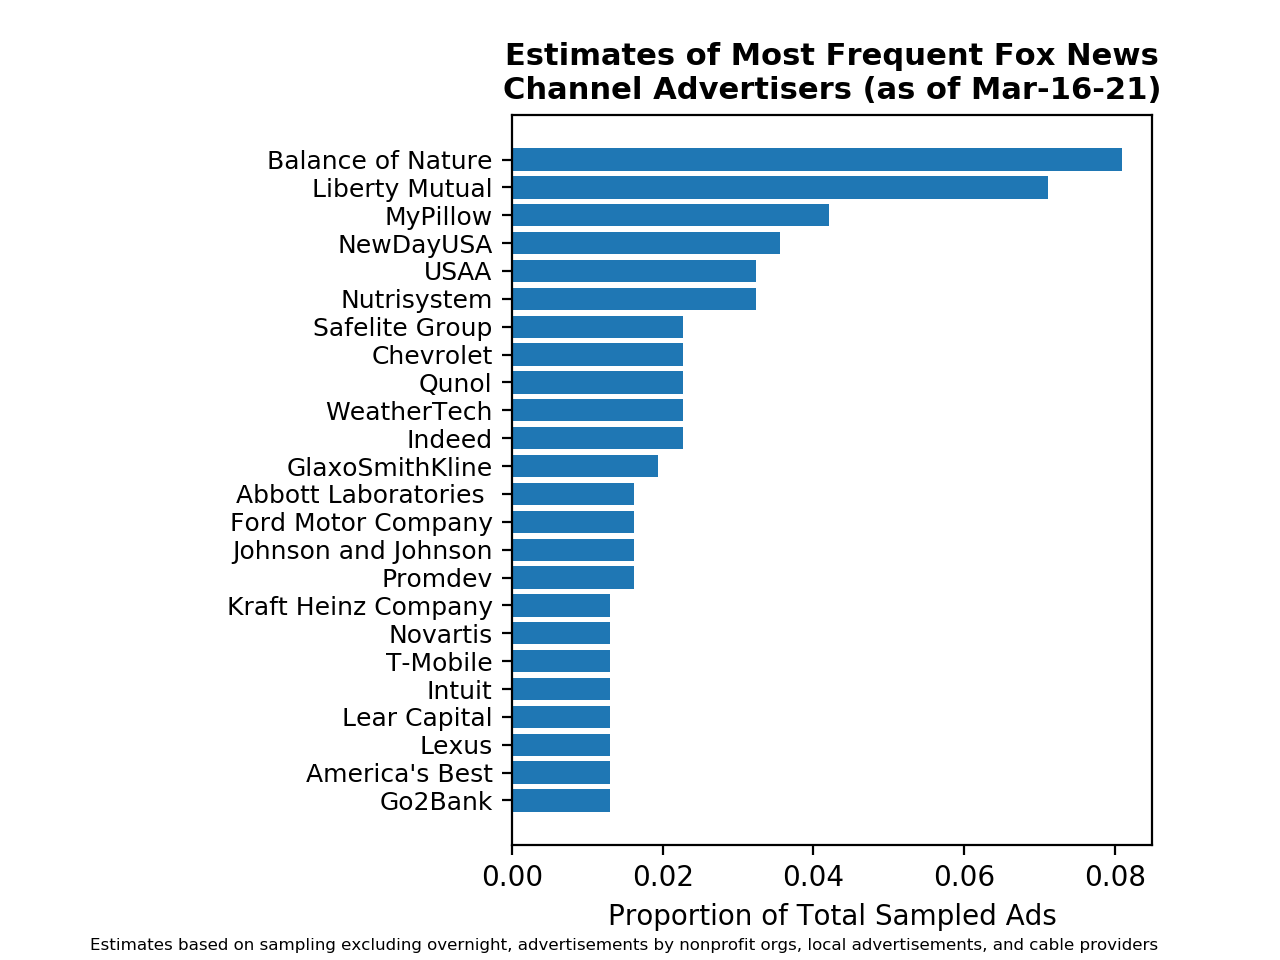 Estimates of Most Frequent Fox News
Channel Advertisers (as of Mar-16-21)
Balance of Nature
Liberty Mutual
MyPillow
NewDayUSA
USAA
Nutrisystem
Safelite Group
Chevrolet
Qunol
WeatherTech
Indeed
GlaxoSmithKline
Abbott Laboratories
Ford Motor Company
Johnson and Johnson
Promdev
Kraft Heinz Company
Novartis
T-Mobile
Intuit
Lear Capital
Lexus
America's Best
Go2Bank
0.00 0.02 0.04 0.06 0.08
Proportion of Total Sampled Ads
Estimates based on sampling excluding overnight, advertisements by nonprofit orgs, local advertisements, and cable providers